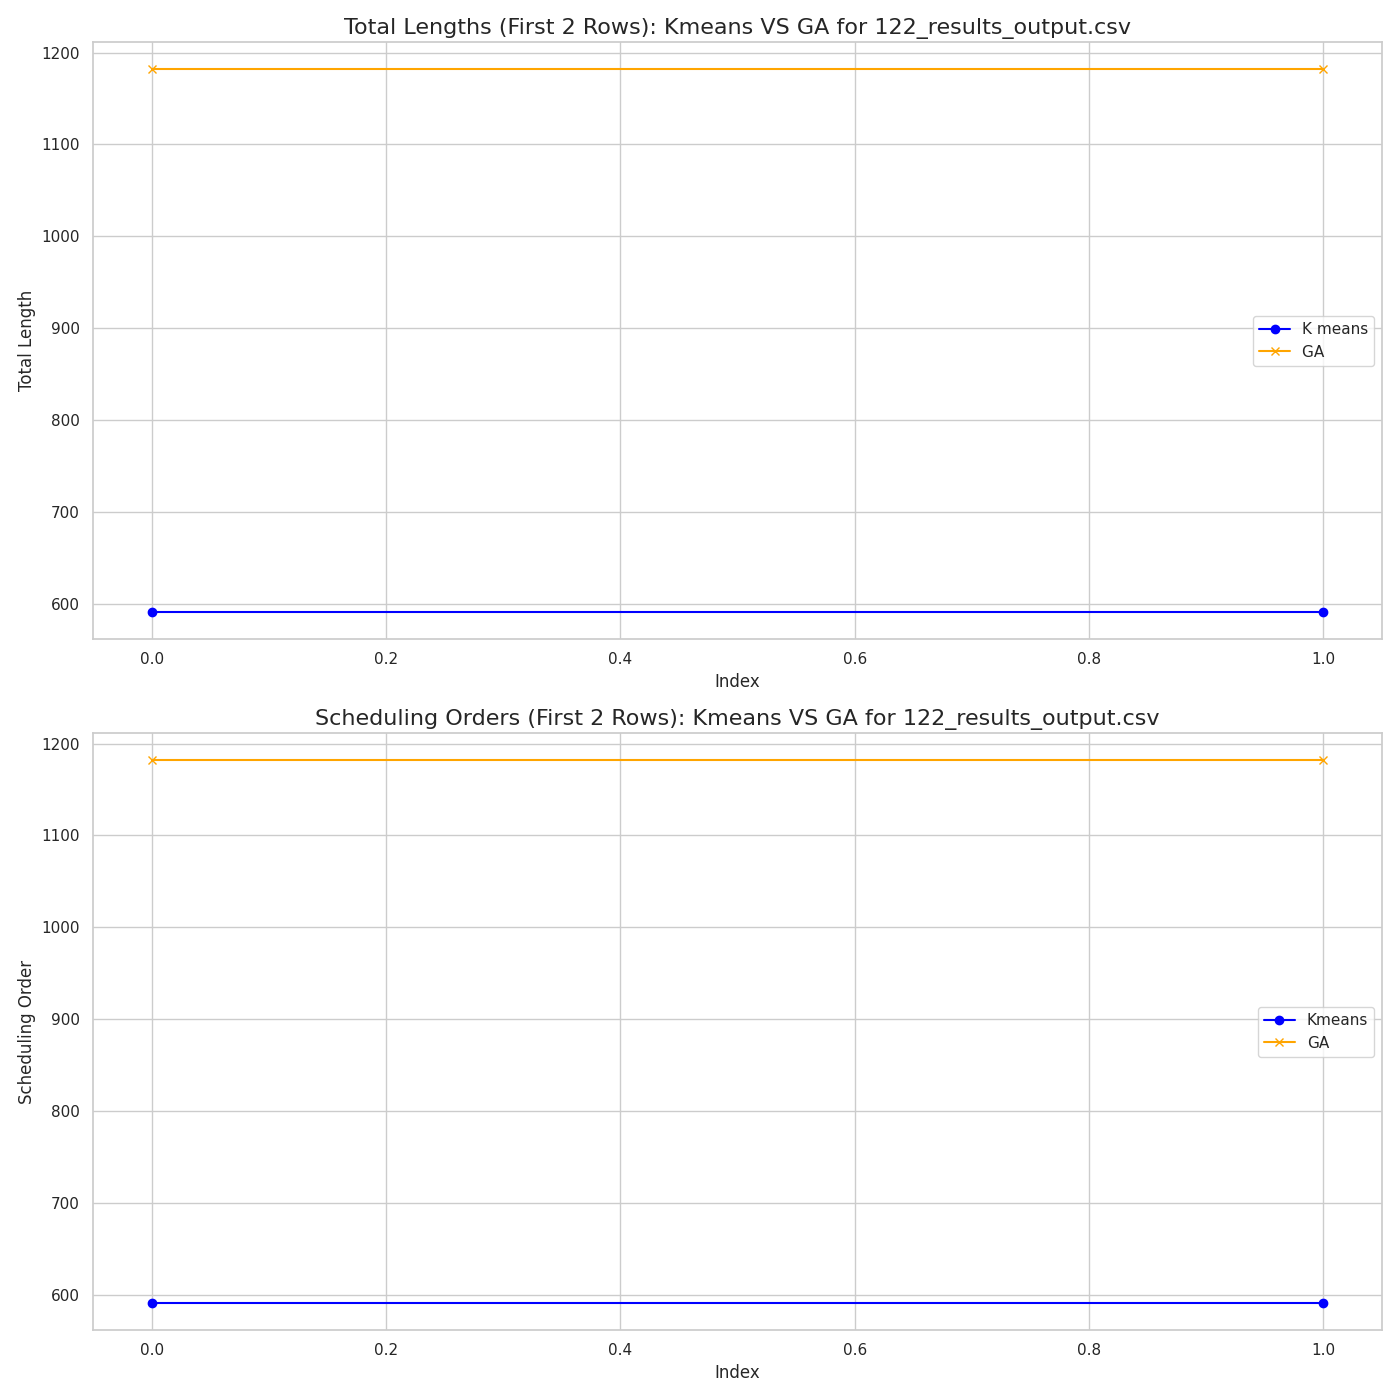 Total Lengths (First 2 Rows): Kmeans VS GA for 122_results_output.csv
1200
1100
1000
900
800
700
600
Total Length
K means
GA
0.0 0.2 0.4 0.6 0.8 1.0
Index
Scheduling Orders (First 2 Rows): Kmeans VS GA for 122_results_output.csv
1200
1100
1000
900
800
700
600
Scheduling Order
Kmeans
GA
0.0 0.2 0.4 0.6 0.8 1.0
Index